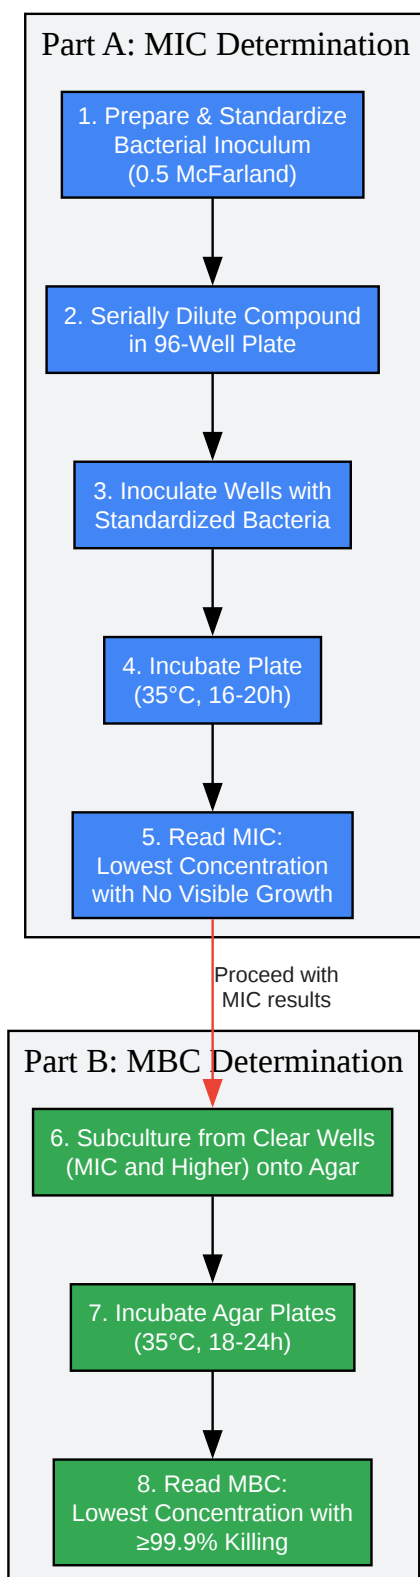 Part A: MIC Determination
1. Prepare & Standardize
Bacterial Inoculum
(0.5 McFarland)
2. Serially Dilute Compound
in 96-Well Plate
3. Inoculate Wells with
Standardized Bacteria
4. Incubate Plate
(35°C, 16-20h)
5. Read MIC:
Lowest Concentration
with No Visible Growth
Proceed with
MIC results
Part B: MBC Determination
6. Subculture from Clear Wells
(MIC and Higher) onto Agar
7. Incubate Agar Plates
(35°C, 18-24h)
8. Read MBC:
Lowest Concentration with
≥99.9% Killing